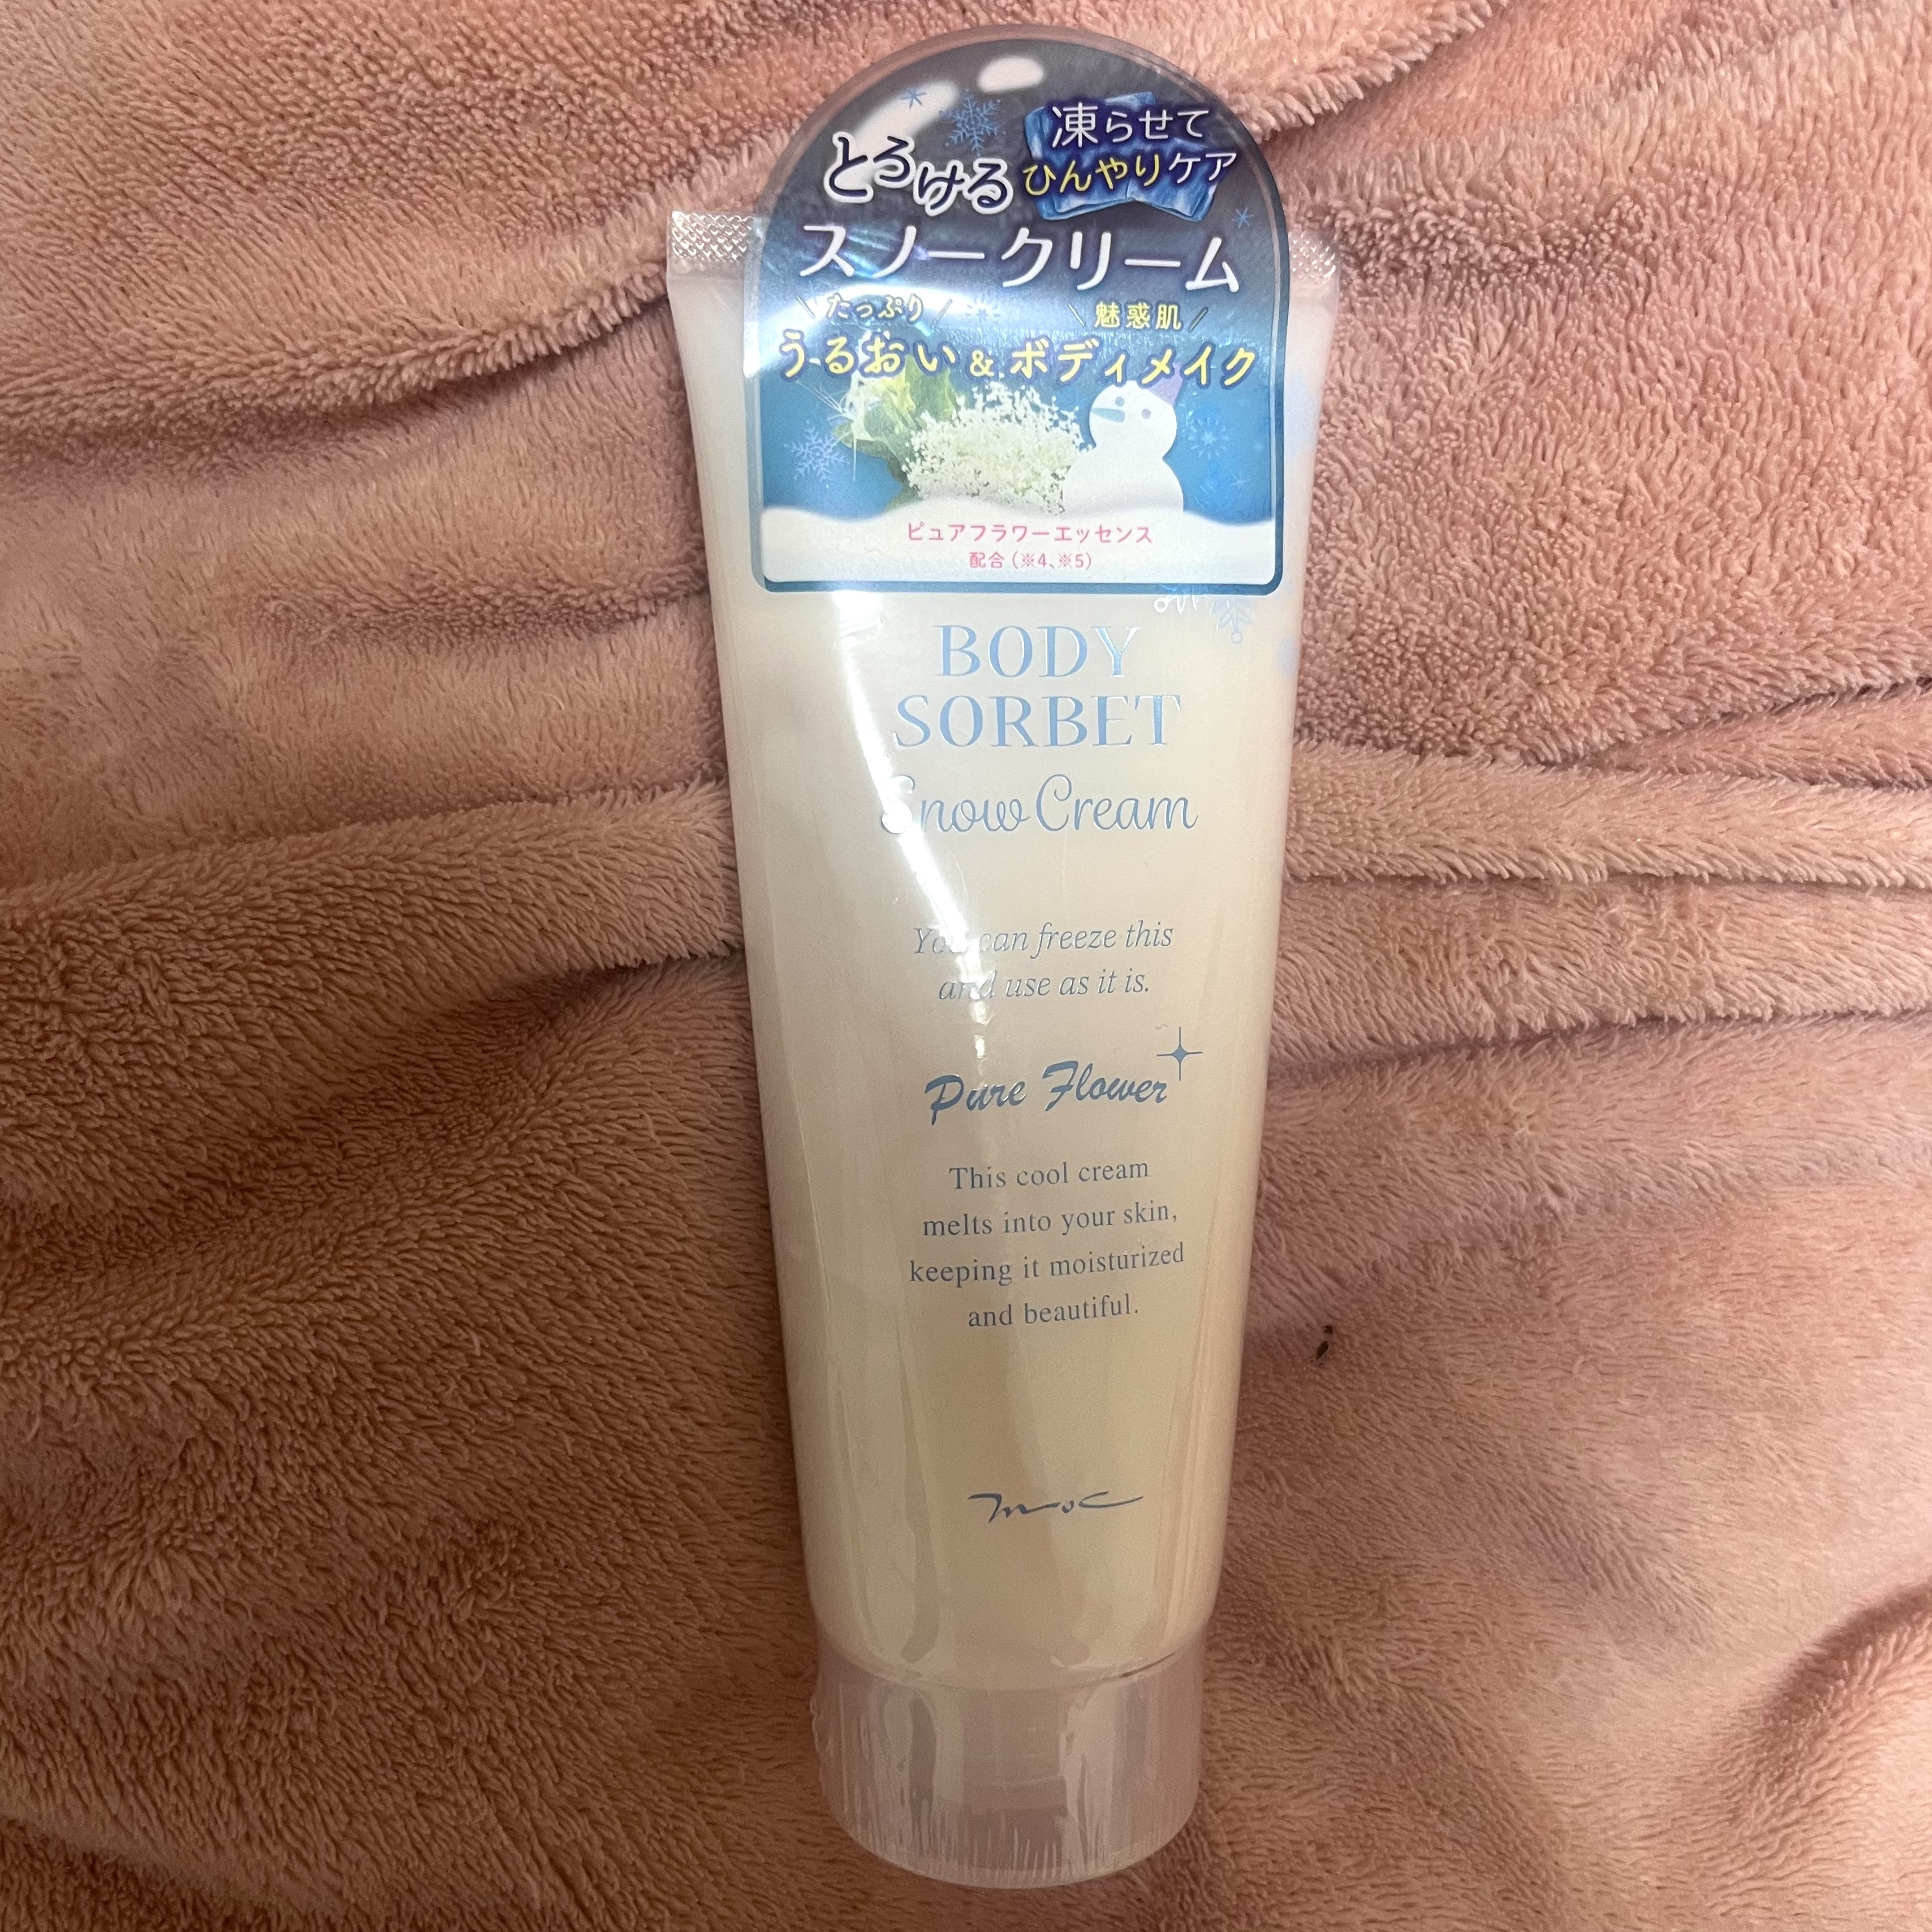 凍らせて
ひんやりケア
とろける
スノークリーム
たっぷり 魅惑肌
うるおい & ボディメイク
ピュアフラワーエッセンス
配合(※4、※5)
BODY
SORBET
Snow Cream
You can freeze this
and use as it is.
Pure Flower
This cool cream
melts into your skin,
keeping it moisturized
and beautiful.